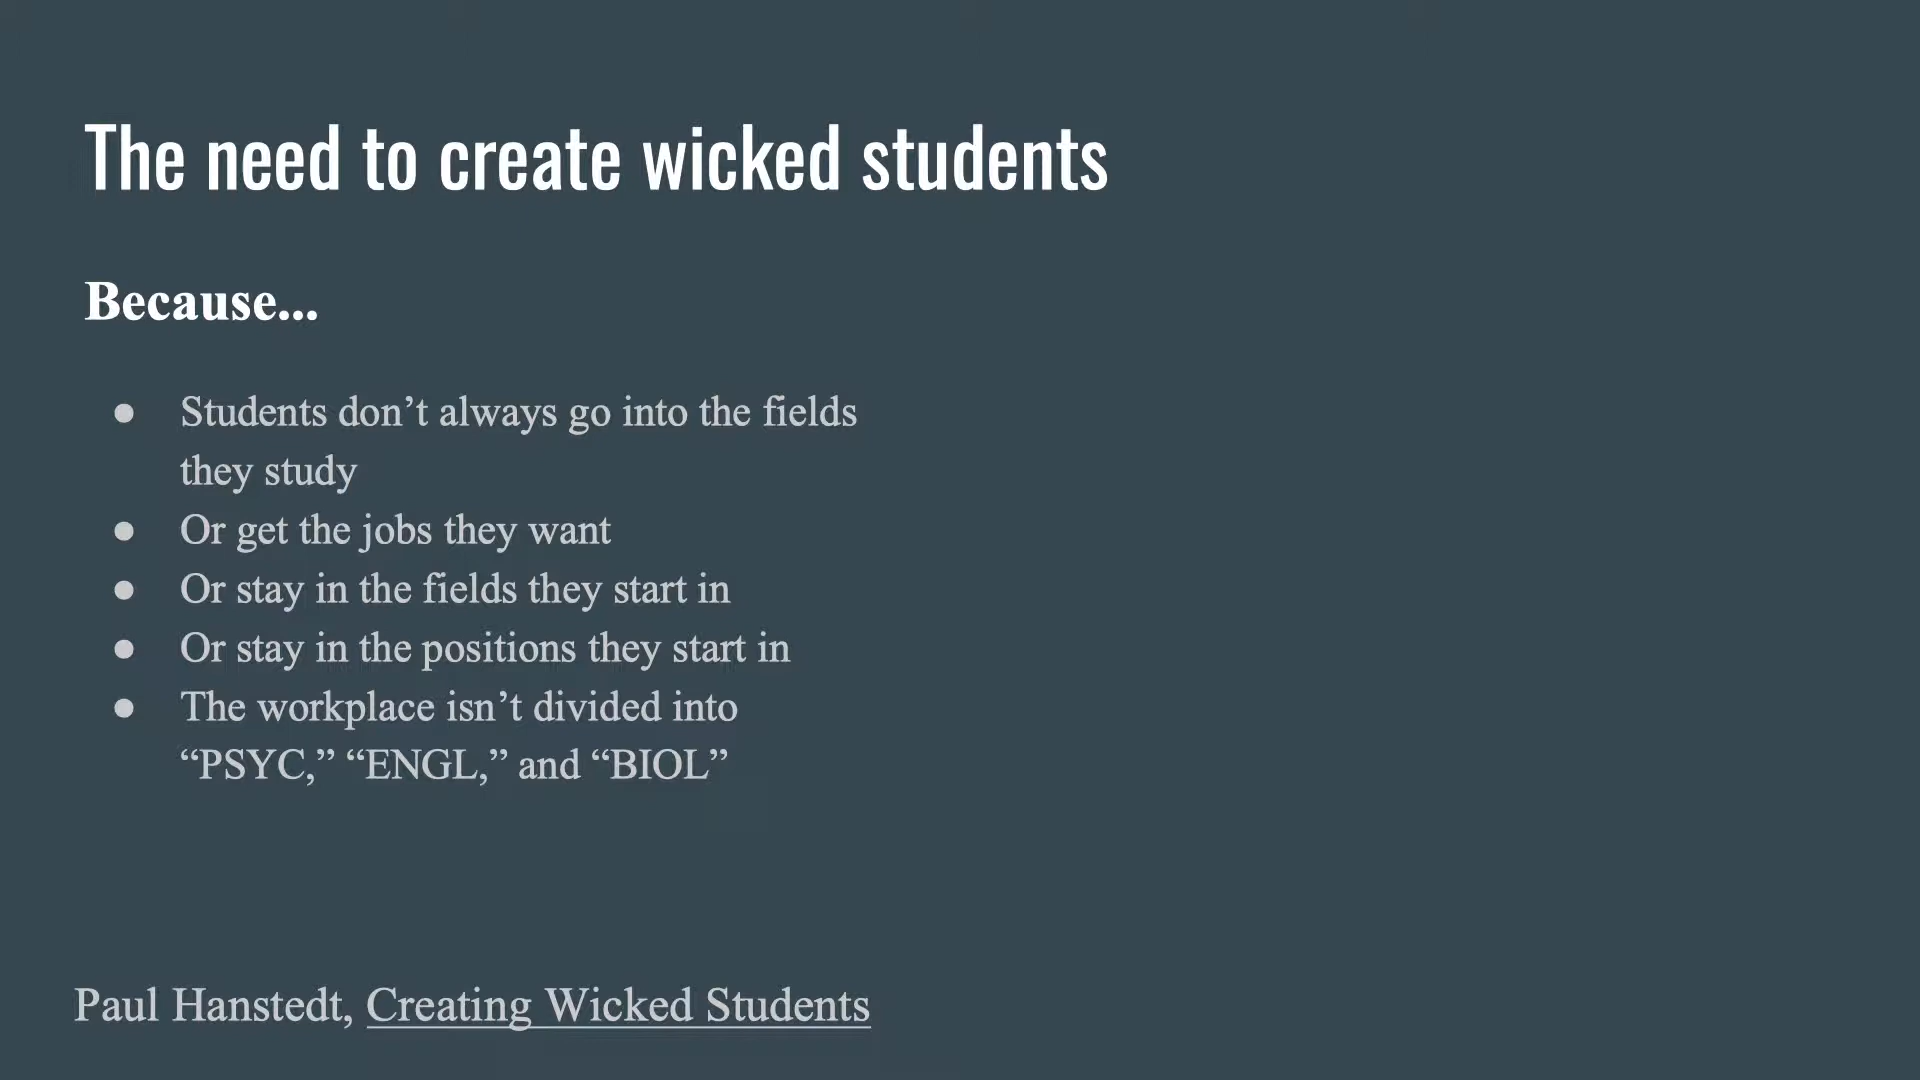 The need to create wicked students
Because...
● Students don’t always go into the fields
they study
● Or get the jobs they want
● Or stay in the fields they start in
● Or stay in the positions they start in
● The workplace isn’t divided into
“PSYC,” “ENGL,” and “BIOL”
Paul Hanstedt, Creating Wicked Students